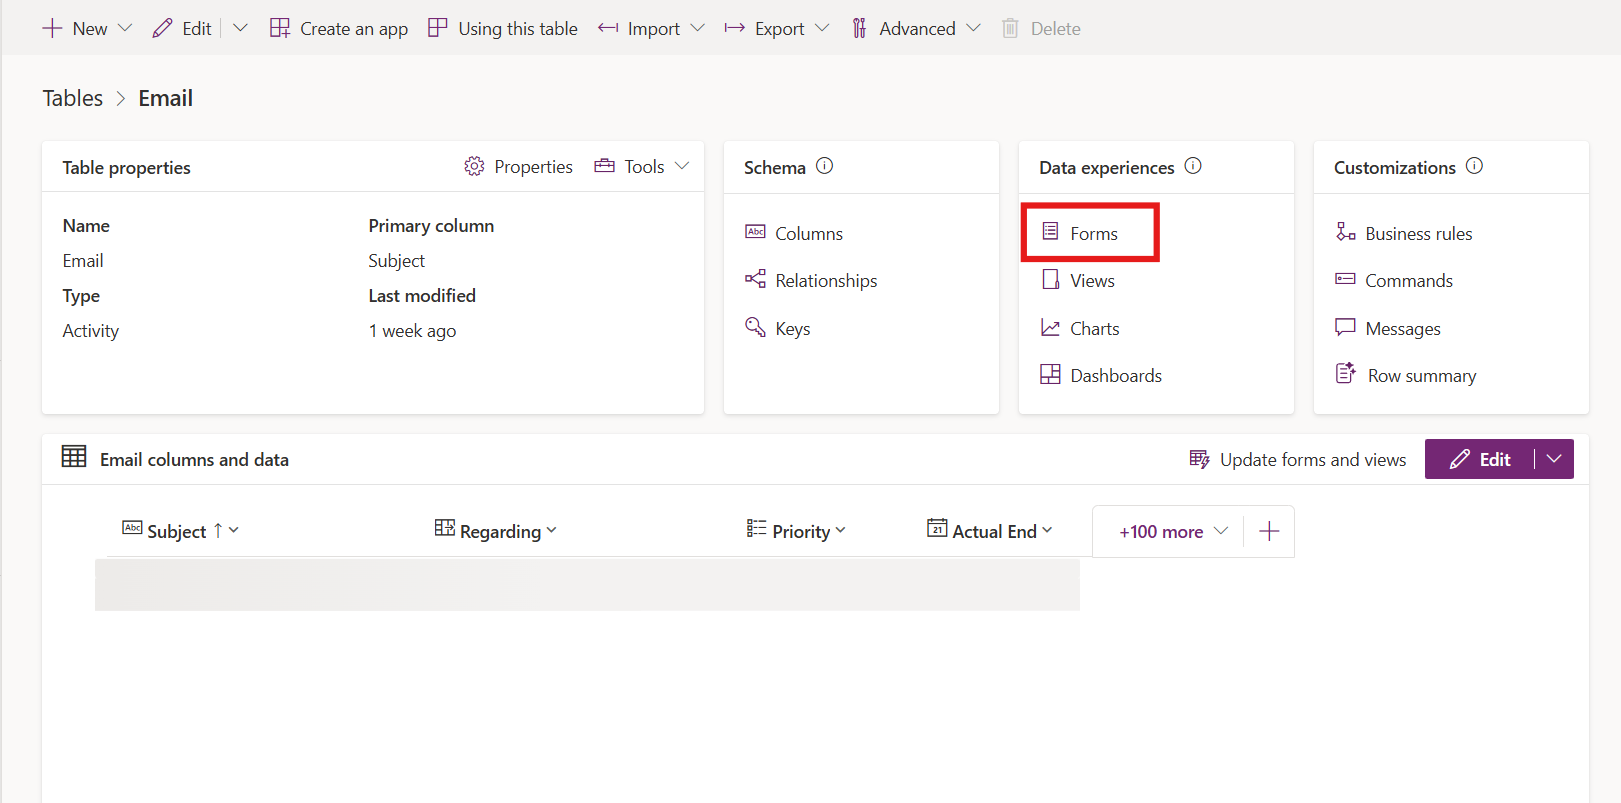 New Edit Create an app Using this table Import Export Advanced Delete
Tables > Email
Table properties Properties Tools
Name Primary column
Email Subject
Type Last modified
Activity 1 week ago
Schema
Abc Columns
Relationships
Keys
Data experiences
Forms
Views
Charts
Dashboards
Customizations
Business rules
Commands
Messages
Row summary
Email columns and data Update forms and views Edit
Abc Subject ↑ Regarding Priority 21 Actual End +100 more